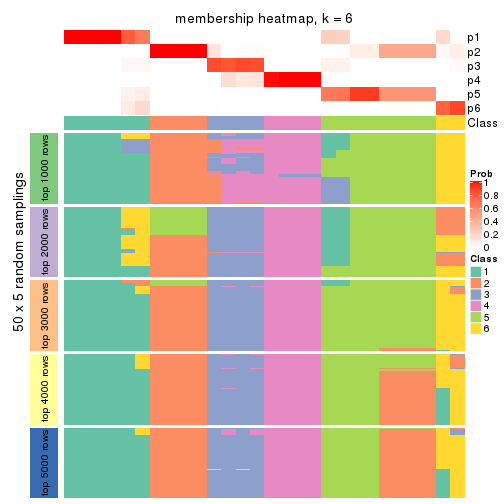 membership heatmap, k = 6
p1
p2
p3
p4
p5
p6
Class
50 x 5 random samplings
top 1000 rows
top 2000 rows
top 3000 rows
top 4000 rows
top 5000 rows
Prob
1
0.8
0.6
0.4
0.2
0
Class
1
2
3
4
5
6